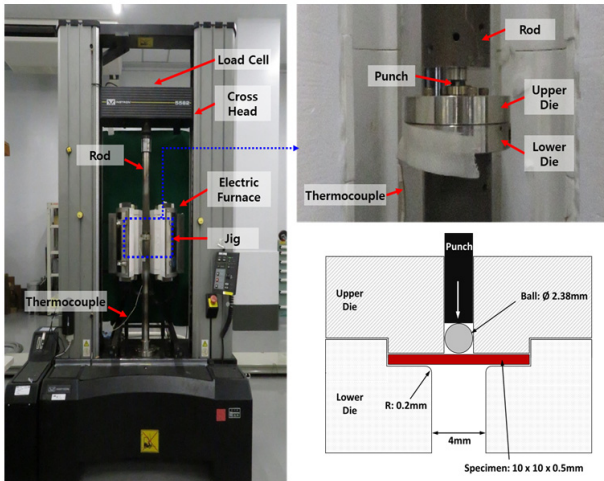 Load Cell
Cross
Head
Rod
Electric
Furnace
Jig
Thermocouple
Rod
Punch
Upper
Die
Lower
Die
Thermocouple
Punch
Upper
Die
Ball: Ø 2.38mm
Lower
Die
R: 0.2mm
4mm
Specimen: 10 x 10 x 0.5mm